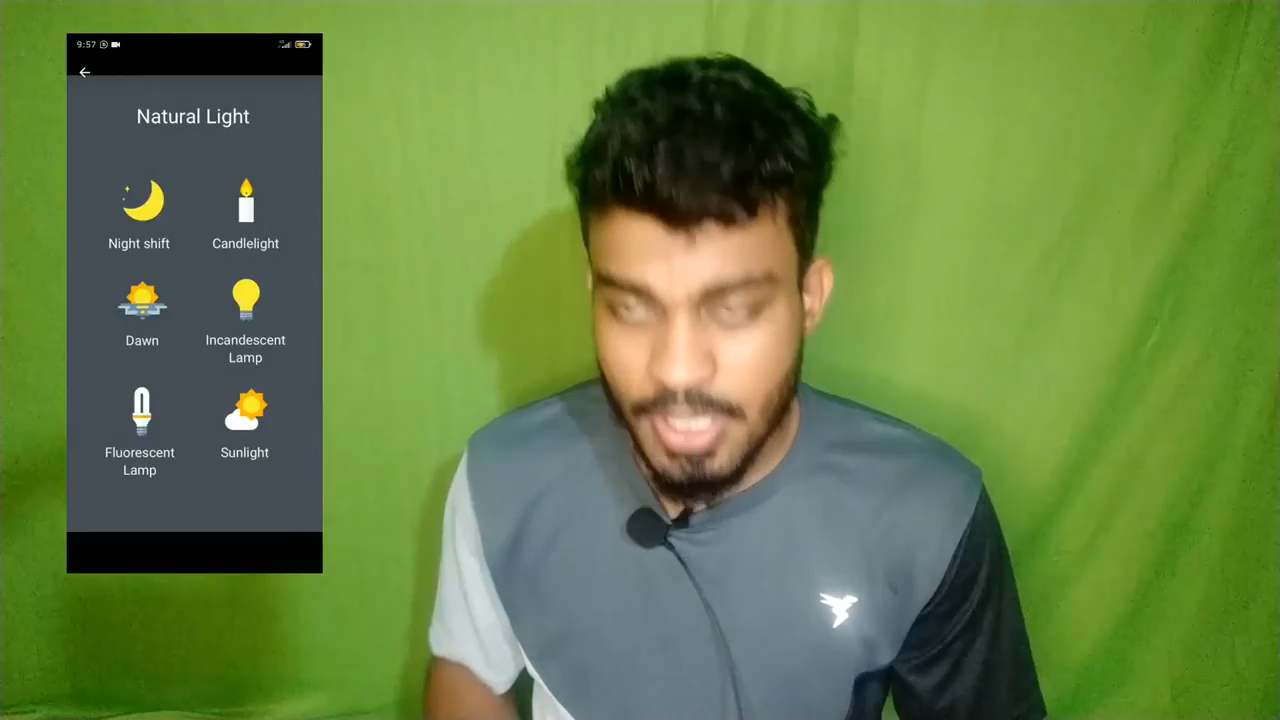 9:57
Natural Light
Night shift
Candlelight
Dawn
Incandescent
Lamp
Fluorescent
Lamp
Sunlight